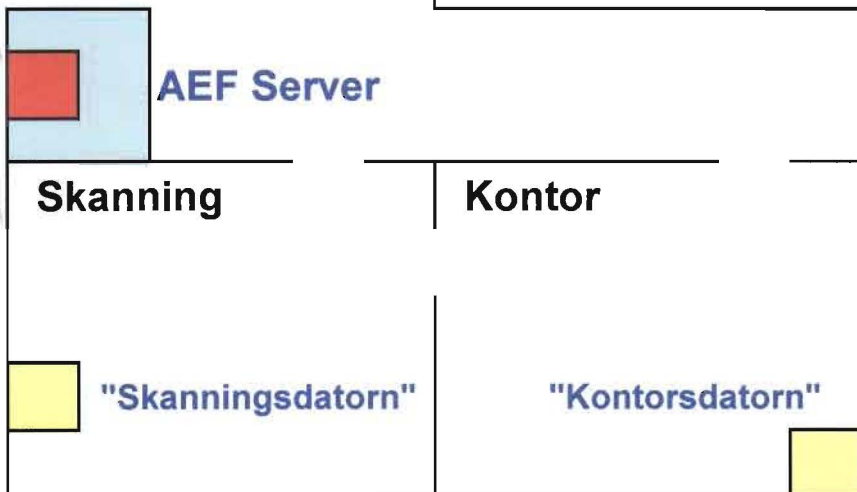 AEF Server
Skanning
Kontor
"Skanningsdatorn"
"Kontorsdatorn"